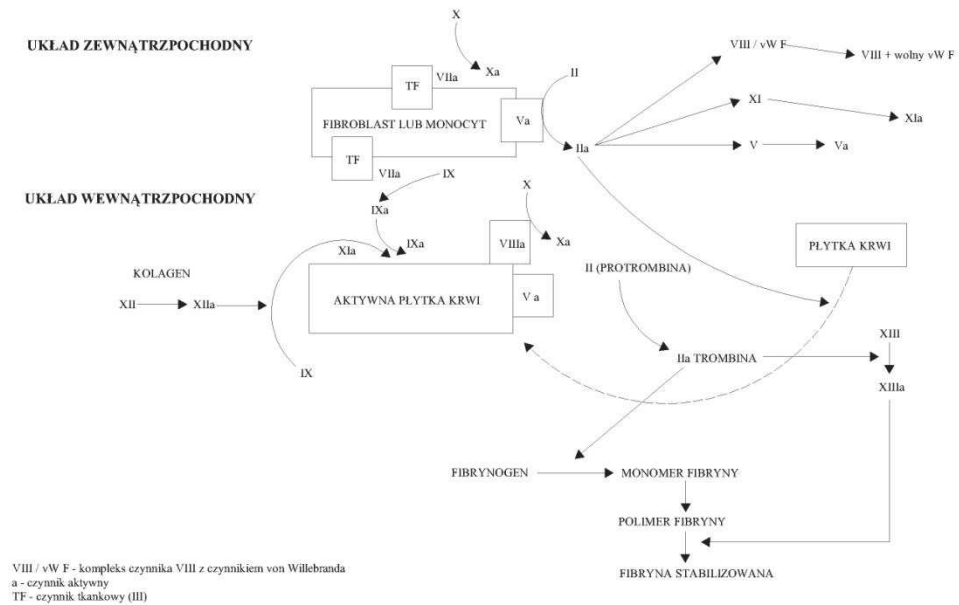 UKŁAD ZEWNĄTRZPOCHODNY
X
VIIa
Xa
TF
FIBROBLAST LUB MONOCYT
Va
II
IIa
VIII / vW F
VIII + wolny vW F
XI
XIa
V
Va
TF
VIIa
UKŁAD WEWNĄTRZPOCHODNY
IX
IXa
IXa
XIa
X
VIIIa
Xa
KOLAGEN
XII
XIIa
AKTYWNA PŁYTKA KRWI
V a
IX
II (PROTROMBINA)
PŁYTKA KRWI
IIa TROMBINA
XIII
XIIIa
FIBRYNOGEN
MONOMER FIBRYNY
POLIMER FIBRYNY
FIBRYNA STABILIZOWANA
VIII / vW F - kompleks czynnika VIII z czynnikiem von Willebranda
a - czynnik aktywny
TF - czynnik tkankowy (III)